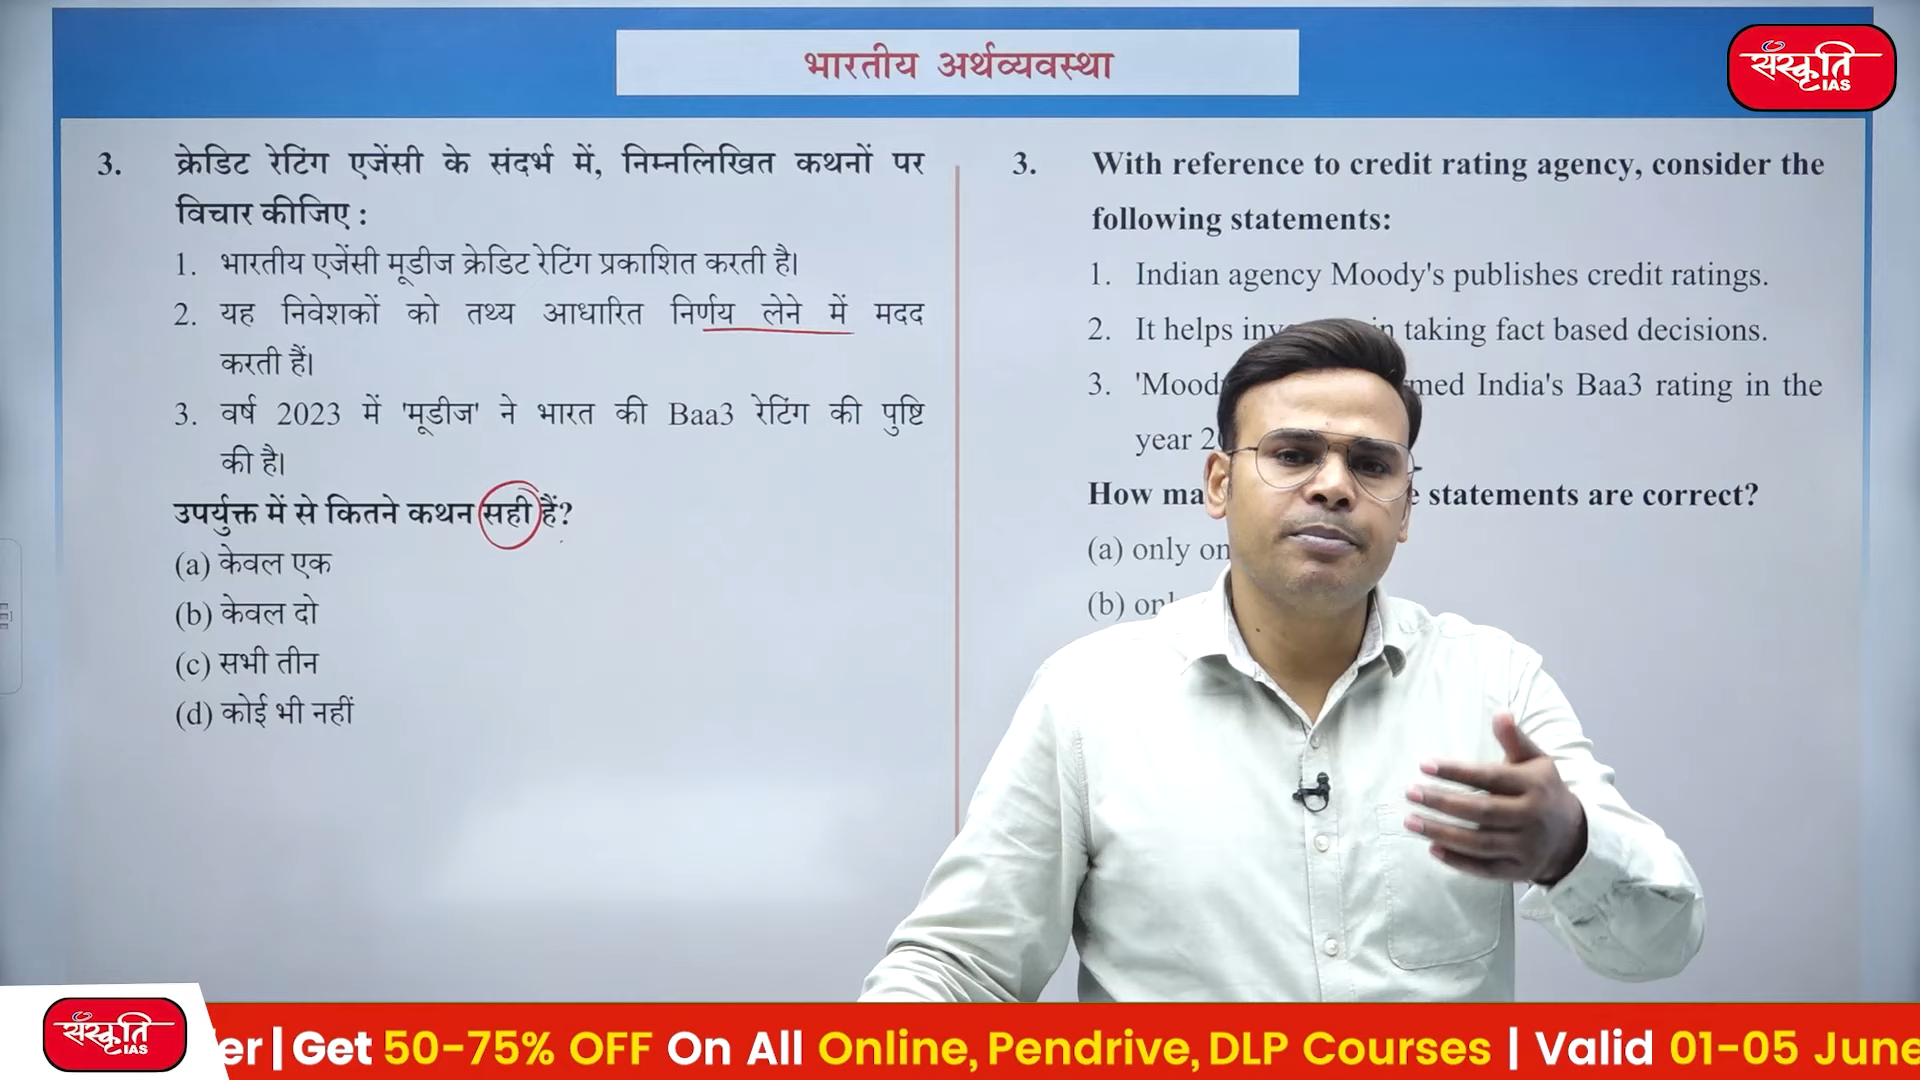 भारतीय अर्थव्यवस्था
संस्कृति
IAS
3. क्रेडिट रेटिंग एजेंसी के संदर्भ में, निम्नलिखित कथनों पर
विचार कीजिए :
1. भारतीय एजेंसी मूडीज क्रेडिट रेटिंग प्रकाशित करती है।
2. यह निवेशकों को तथ्य आधारित निर्णय लेने में मदद
करती हैं।
3. वर्ष 2023 में 'मूडीज' ने भारत की Baa3 रेटिंग की पुष्टि
की है।
उपर्युक्त में से कितने कथन सही हैं?
(a) केवल एक
(b) केवल दो
(c) सभी तीन
(d) कोई भी नहीं
3. With reference to credit rating agency, consider the
following statements:
1. Indian agency Moody's publishes credit ratings.
2. It helps in taking fact based decisions.
3. India's Baa3 rating in the
year
How statements are correct?
(a) only
(b)
संस्कृति
IAS
| Get 50-75% OFF On All Online, Pendrive, DLP Courses | Valid 01-05 June